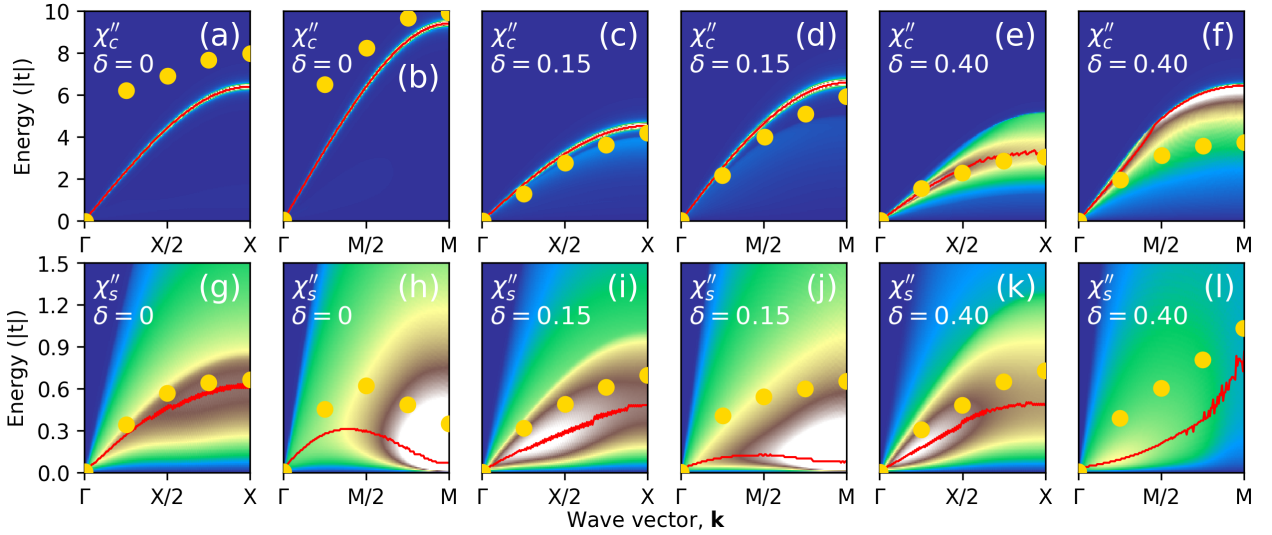 10
8
6
4
2
0
Energy (|t|)
χ″c (a)
δ = 0
Γ X/2 X
χ″c
δ = 0 (b)
Γ M/2 M
χ″c (c)
δ = 0.15
Γ X/2 X
χ″c (d)
δ = 0.15
Γ M/2 M
χ″c (e)
δ = 0.40
Γ X/2 X
χ″c (f)
δ = 0.40
Γ M/2 M
1.5
1.2
0.9
0.6
0.3
0.0
Energy (|t|)
χ″s (g)
δ = 0
Γ X/2 X
χ″s (h)
δ = 0
Γ M/2 M
χ″s (i)
δ = 0.15
Γ X/2 X
χ″s (j)
δ = 0.15
Γ M/2 M
χ″s (k)
δ = 0.40
Γ X/2 X
χ″s (l)
δ = 0.40
Γ M/2 M
Wave vector, k